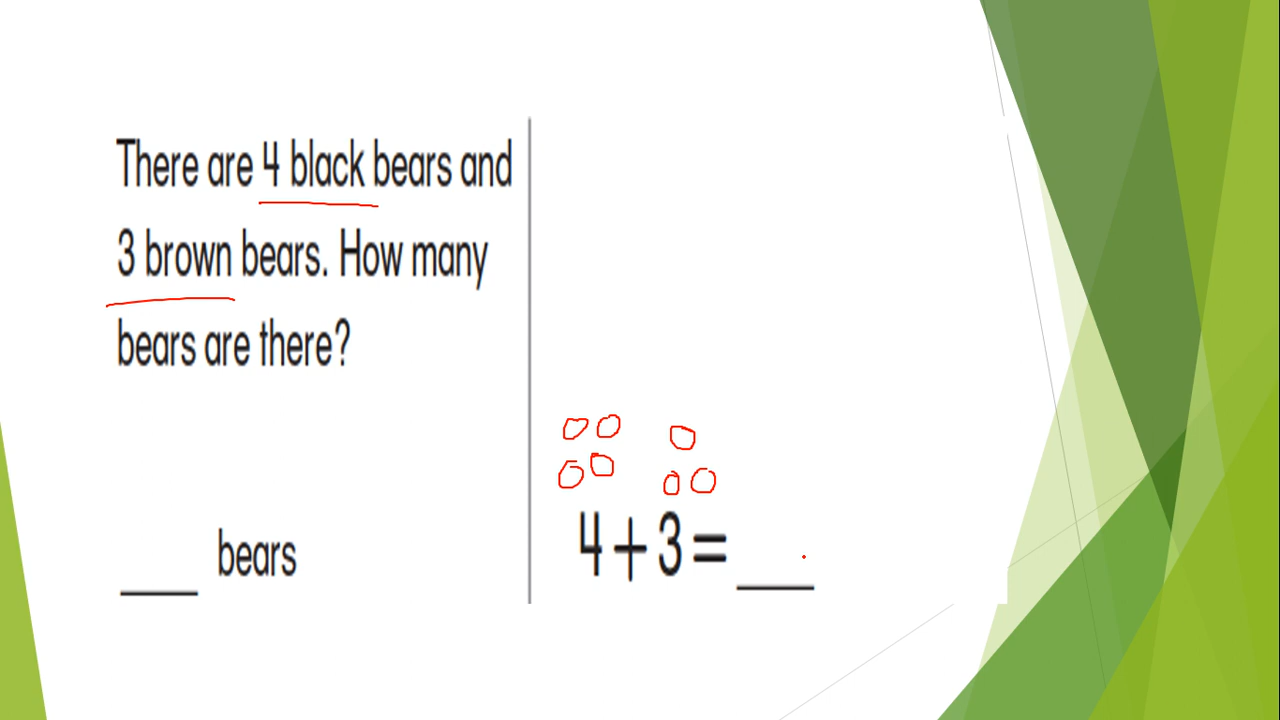 There are 4 black bears and
3 brown bears. How many
bears are there?
___ bears
4+3=___